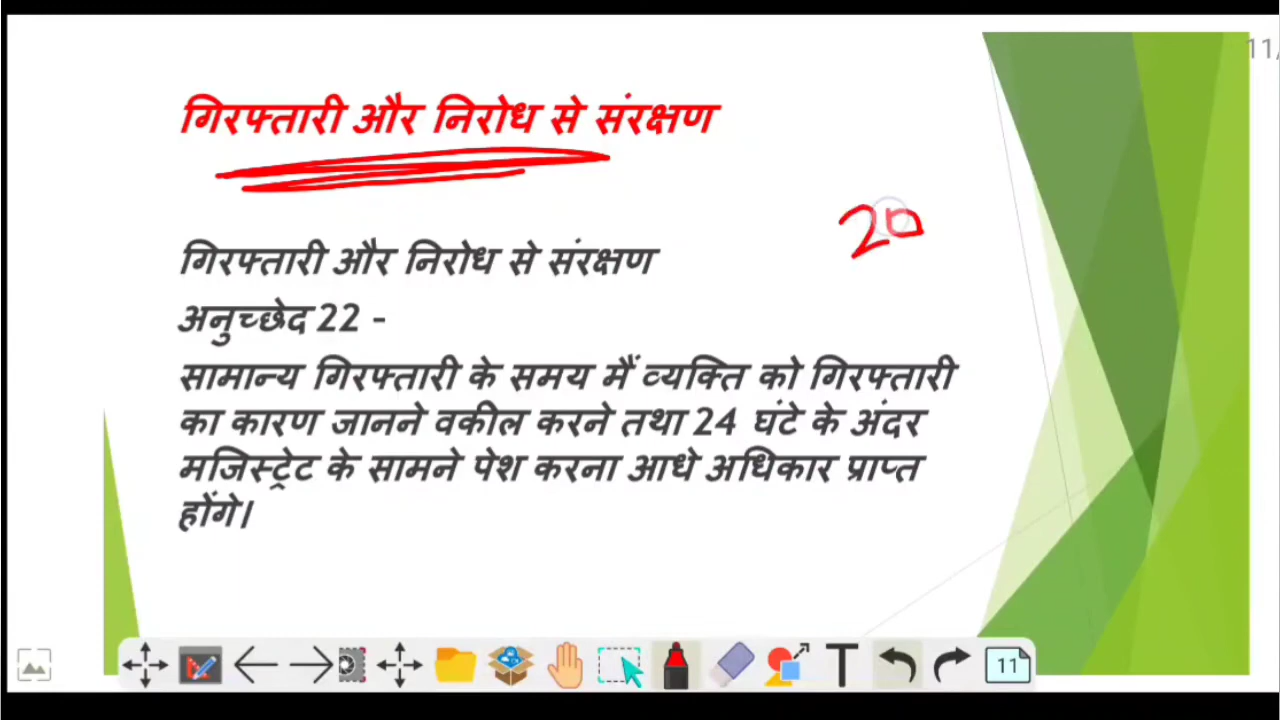 11/
गिरफ्तारी और निरोध से संरक्षण
20
गिरफ्तारी और निरोध से संरक्षण
अनुच्छेद 22 -
सामान्य गिरफ्तारी के समय मैं व्यक्ति को गिरफ्तारी
का कारण जानने वकील करने तथा 24 घंटे के अंदर
मजिस्ट्रेट के सामने पेश करना आधे अधिकार प्राप्त
होंगे।
T
11